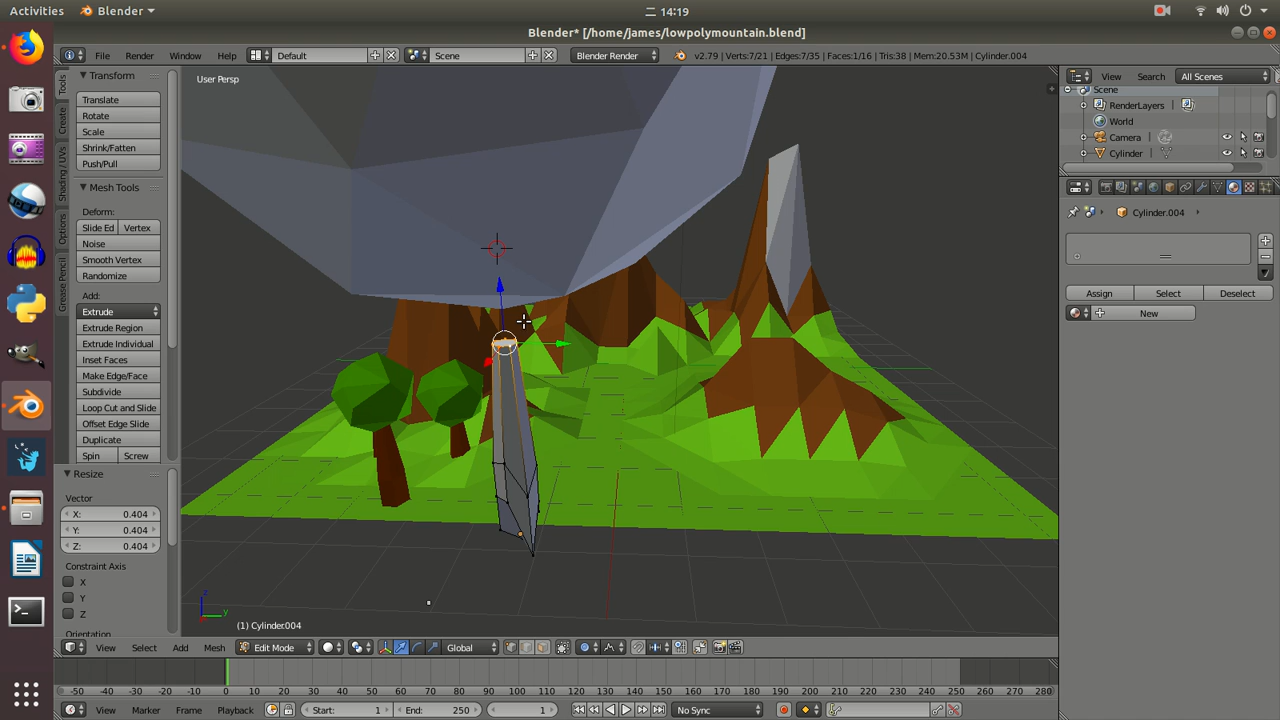 Activities
Blender
14:19
Blender* [/home/james/lowpolymountain.blend]
File Render Window Help Default Scene Blender Render v2.79 | Verts:7/21 | Edges:7/35 | Faces:1/16 | Tris:38 | Mem:20.53M | Cylinder.004
View Search All Scenes
User Persp
Tools
Create
Shading / UVs
Options
Grease Pencil
Transform
Translate
Rotate
Scale
Shrink/Fatten
Push/Pull
Mesh Tools
Deform:
Slide Ed Vertex
Noise
Smooth Vertex
Randomize
Add:
Extrude
Extrude Region
Extrude Individual
Inset Faces
Make Edge/Face
Subdivide
Loop Cut and Slide
Offset Edge Slide
Duplicate
Spin Screw
Resize
Vector
X: 0.404
Y: 0.404
Z: 0.404
Constraint Axis
X
Y
Z
Orientation
z
y
(1) Cylinder.004
Scene
RenderLayers
World
Camera
Cylinder
Cylinder.004
Assign Select Deselect
New
View Select Add Mesh Edit Mode Global
-50 -40 -30 -20 -10 0 10 20 30 40 50 60 70 80 90 100 110 120 130 140 150 160 170 180 190 200 210 220 230 240 250 260 270 280
View Marker Frame Playback Start: 1 End: 250 1 No Sync